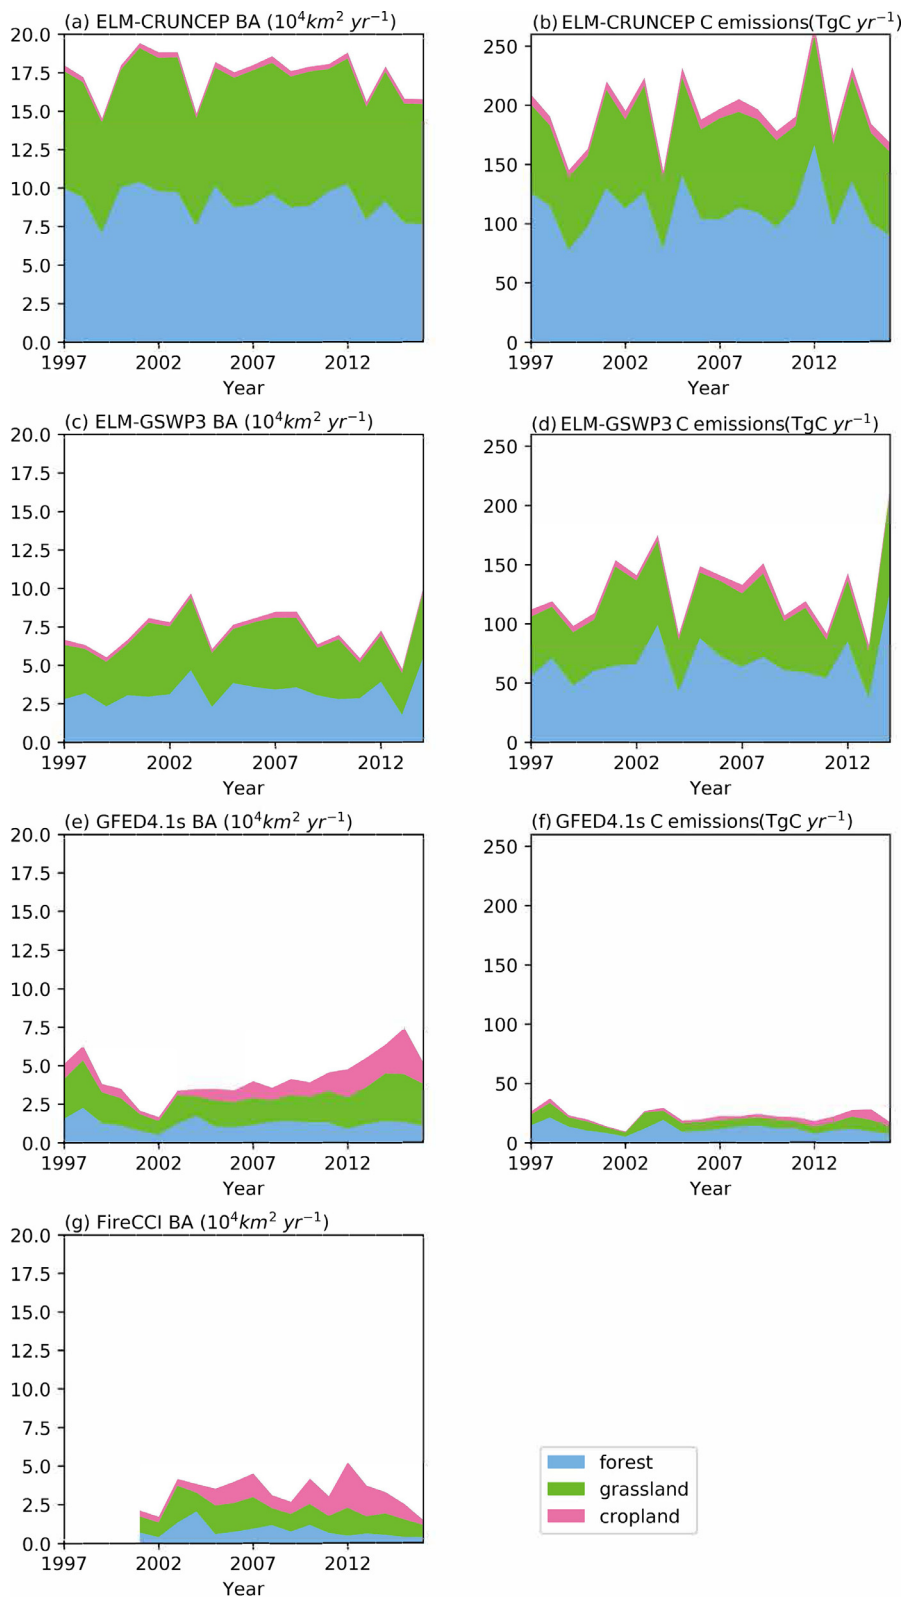 (a) ELM-CRUNCEP BA (10⁴km² yr⁻¹)
20.0
17.5
15.0
12.5
10.0
7.5
5.0
2.5
0.0
1997 2002 2007 2012
Year
(b) ELM-CRUNCEP C emissions(TgC yr⁻¹)
250
200
150
100
50
0
1997 2002 2007 2012
Year
(c) ELM-GSWP3 BA (10⁴km² yr⁻¹)
20.0
17.5
15.0
12.5
10.0
7.5
5.0
2.5
0.0
1997 2002 2007 2012
Year
(d) ELM-GSWP3 C emissions(TgC yr⁻¹)
250
200
150
100
50
0
1997 2002 2007 2012
Year
(e) GFED4.1s BA (10⁴km² yr⁻¹)
20.0
17.5
15.0
12.5
10.0
7.5
5.0
2.5
0.0
1997 2002 2007 2012
Year
(f) GFED4.1s C emissions(TgC yr⁻¹)
250
200
150
100
50
0
1997 2002 2007 2012
Year
(g) FireCCI BA (10⁴km² yr⁻¹)
20.0
17.5
15.0
12.5
10.0
7.5
5.0
2.5
0.0
1997 2002 2007 2012
Year
forest
grassland
cropland